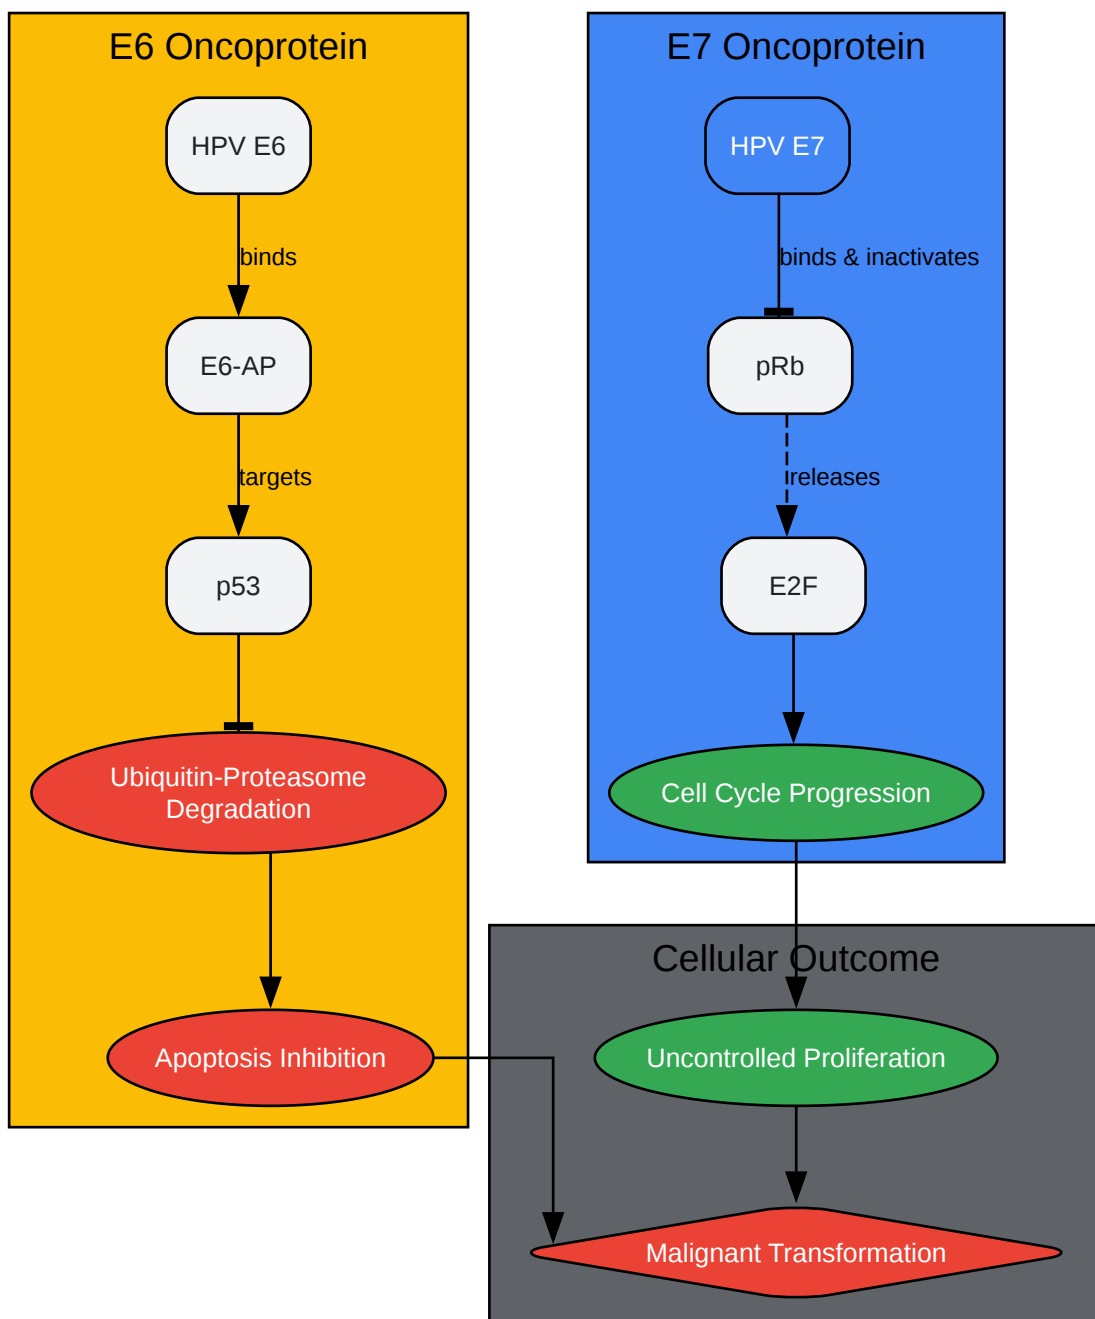 E6 Oncoprotein
HPV E6
binds
E6-AP
targets
p53
Ubiquitin-Proteasome
Degradation
Apoptosis Inhibition
E7 Oncoprotein
HPV E7
binds & inactivates
pRb
releases
E2F
Cell Cycle Progression
Cellular Outcome
Uncontrolled Proliferation
Malignant Transformation